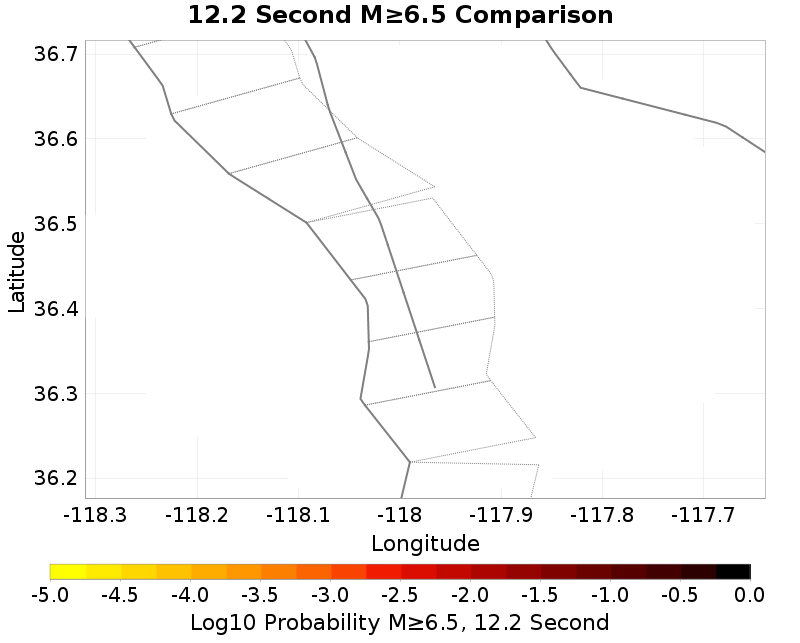 12.2 Second M≥6.5 Comparison
36.7
36.6
36.5
36.4
36.3
36.2
Latitude
-118.3 -118.2 -118.1 -118 -117.9 -117.8 -117.7
Longitude
-5.0 -4.5 -4.0 -3.5 -3.0 -2.5 -2.0 -1.5 -1.0 -0.5 0.0
Log10 Probability M≥6.5, 12.2 Second